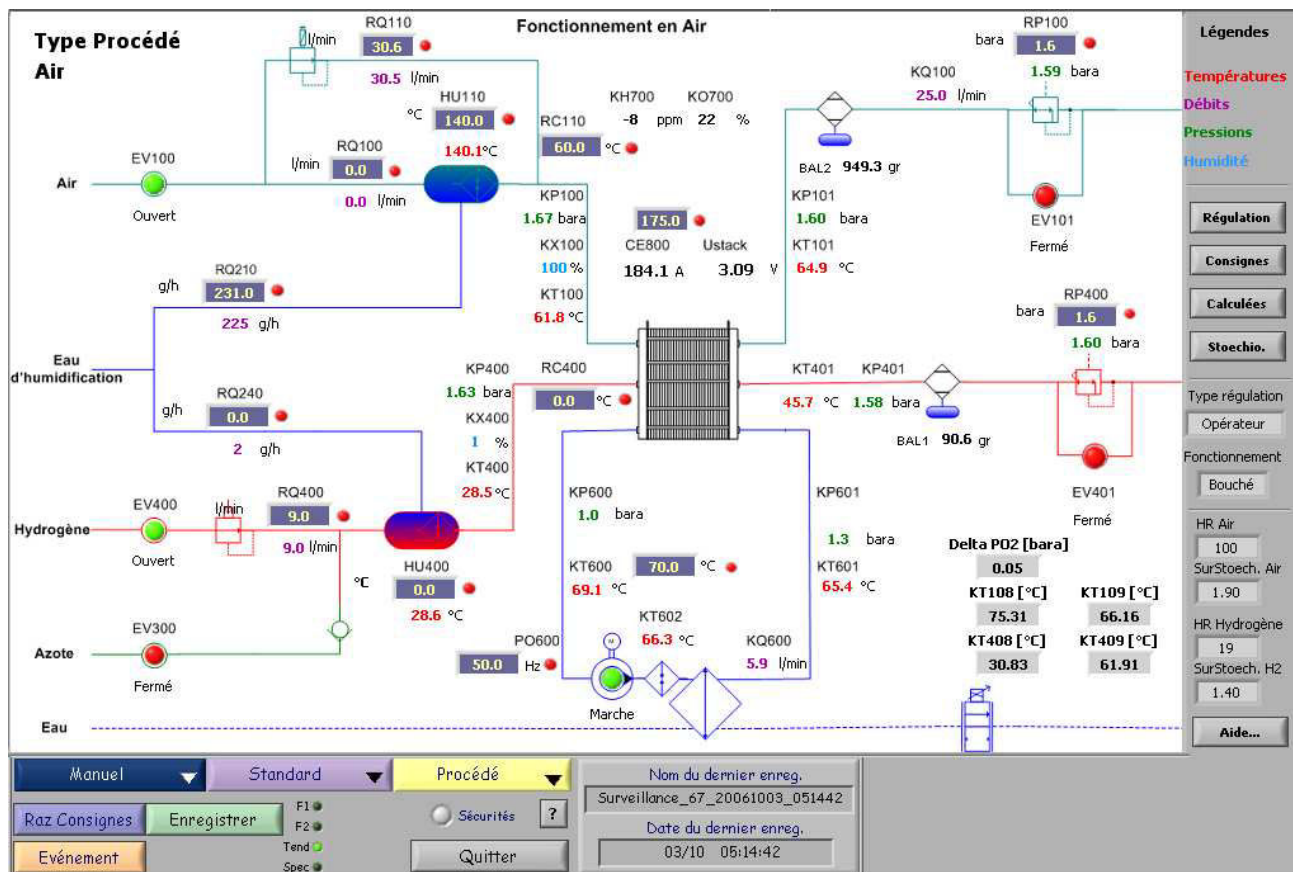 Type Procédé
Air
Fonctionnement en Air
RQ110
l/min
30.6
30.5 l/min
HU110
°C
140.0
140.1°C
RQ100
l/min
0.0
0.0 l/min
EV100
Air
Ouvert
RC110
60.0 °C
KH700 KO700
-8 ppm 22 %
KP100
1.67 bara
KX100
100 %
KT100
61.8 °C
175.0
CE800 Ustack
184.1 A 3.09 V
BAL2 949.3 gr
KP101
1.60 bara
KT101
64.9 °C
KQ100
25.0 l/min
RP100
bara 1.6
1.59 bara
EV101
Fermé
RQ210
g/h 231.0
225 g/h
Eau
d'humidification
RQ240
g/h 0.0
2 g/h
KP400
1.63 bara
KX400
1 %
KT400
28.5 °C
RC400
0.0 °C
KT401 KP401
45.7 °C 1.58 bara
BAL1 90.6 gr
RP400
bara 1.6
1.60 bara
EV401
Fermé
EV400
Hydrogène
Ouvert
l/min
RQ400
9.0
9.0 l/min
HU400
0.0
28.6 °C
°C
EV300
Azote
Fermé
KP600
1.0 bara
KT600
69.1 °C
70.0 °C
KP601
1.3 bara
KT601
65.4 °C
KT602
66.3 °C
PO600
50.0 Hz
M
Marche
KQ600
5.9 l/min
Delta PO2 [bara]
0.05
KT108 [°C] KT109 [°C]
75.31 66.16
KT408 [°C] KT409 [°C]
30.83 61.91
Eau
Légendes
Températures
Débits
Pressions
Humidité
Régulation
Consignes
Calculées
Stoechio.
Type régulation
Opérateur
Fonctionnement
Bouché
HR Air
100
SurStoech. Air
1.90
HR Hydrogène
19
SurStoech. H2
1.40
Aide...
Manuel
Standard
Procédé
Raz Consignes
Enregistrer
Evénement
F1
F2
Tend
Spec
Sécurités
?
Quitter
Nom du dernier enreg.
Surveillance_67_20061003_051442
Date du dernier enreg.
03/10 05:14:42